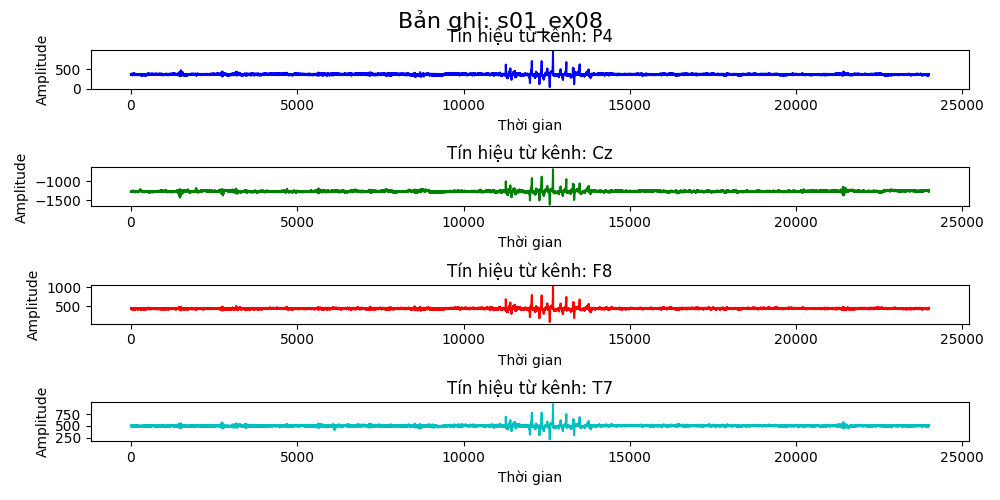 Bản ghi: s01_ex08
Tín hiệu từ kênh: P4
Amplitude
500
0
0 5000 10000 15000 20000 25000
Thời gian
Tín hiệu từ kênh: Cz
Amplitude
−1000
−1500
0 5000 10000 15000 20000 25000
Thời gian
Tín hiệu từ kênh: F8
Amplitude
1000
500
0 5000 10000 15000 20000 25000
Thời gian
Tín hiệu từ kênh: T7
Amplitude
750
500
250
0 5000 10000 15000 20000 25000
Thời gian